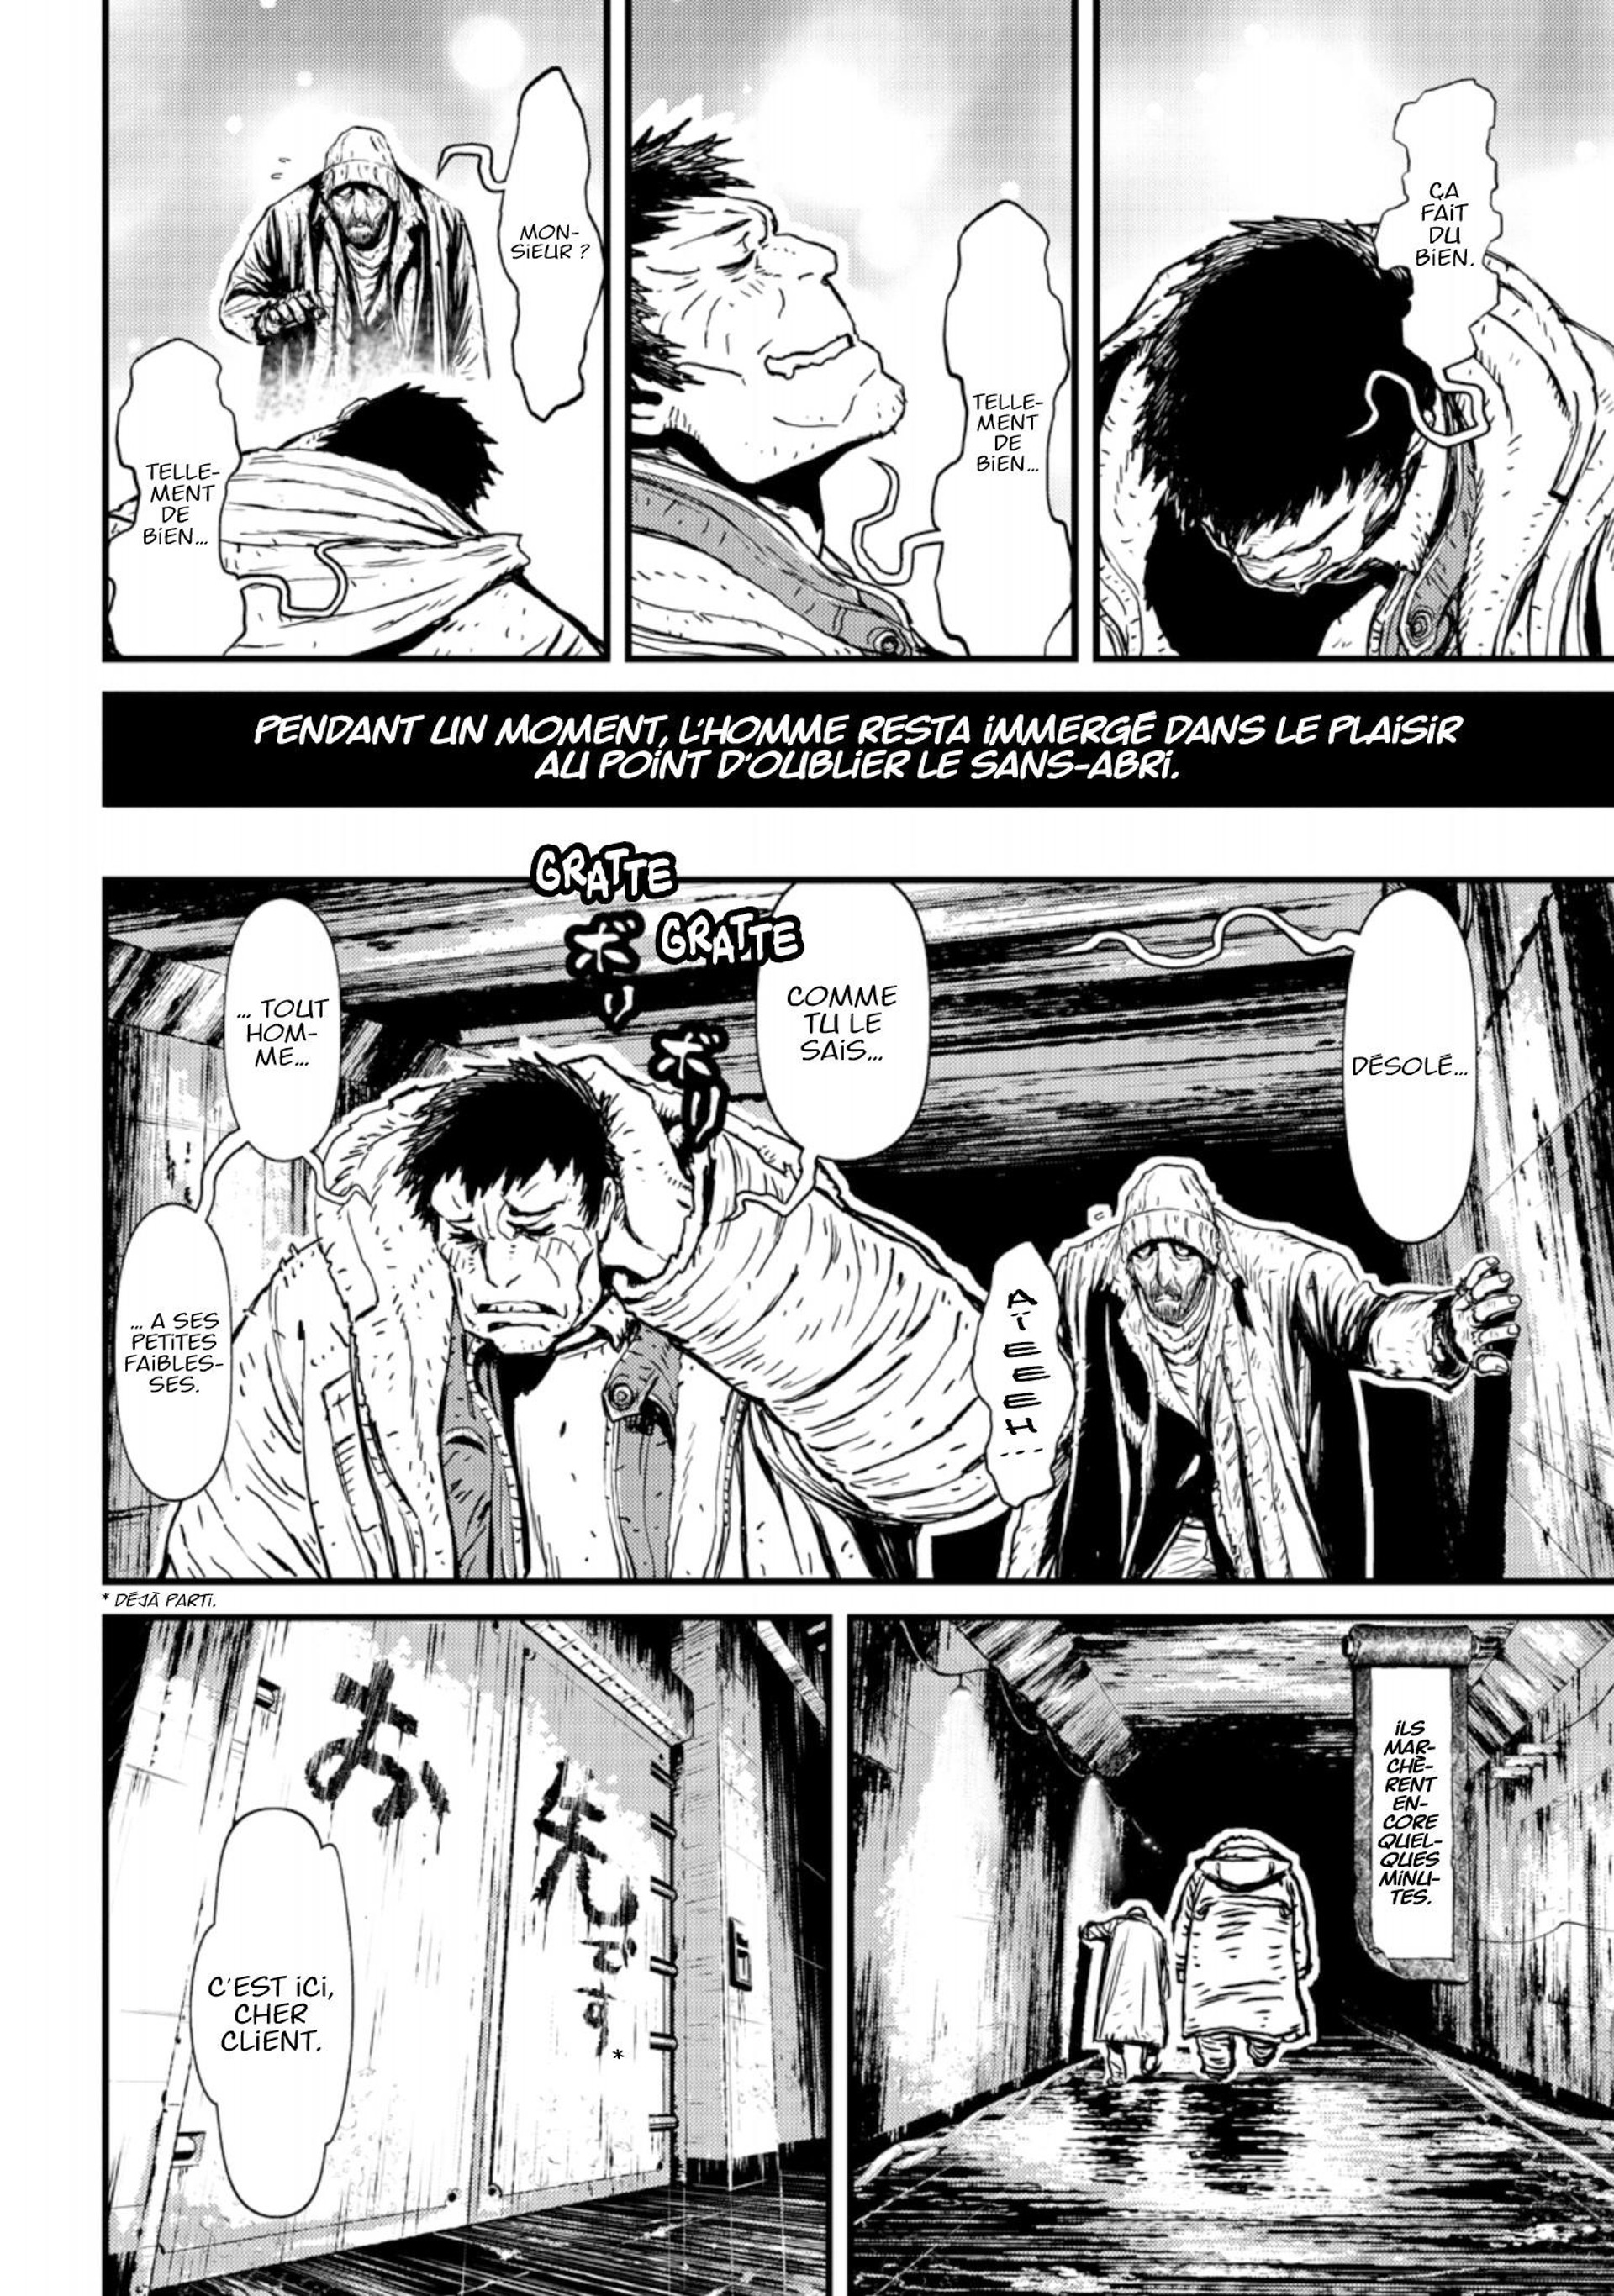 ÇA
FAIT
DU
BIEN.
TELLE-
MENT
DE
BIEN...
MON-
SIEUR ?
TELLE-
MENT
DE
BIEN...
PENDANT UN MOMENT, L'HOMME RESTA IMMERGÉ DANS LE PLAISIR
AU POINT D'OUBLIER LE SANS-ABRI.
DÉSOLÉ...
AÏEEEH...
COMME
TU LE
SAIS...
GRATTE
GRATTE
ボリ
ボリ
... TOUT
HOM-
ME...
... A SES
PETITES
FAIBLES-
SES.
* DÉJÀ PARTI.
ILS
MAR-
CHÈ-
RENT
EN-
CORE
QUEL-
QUES
MINU-
TES.
お先です
*
C'EST ICI,
CHER
CLIENT.